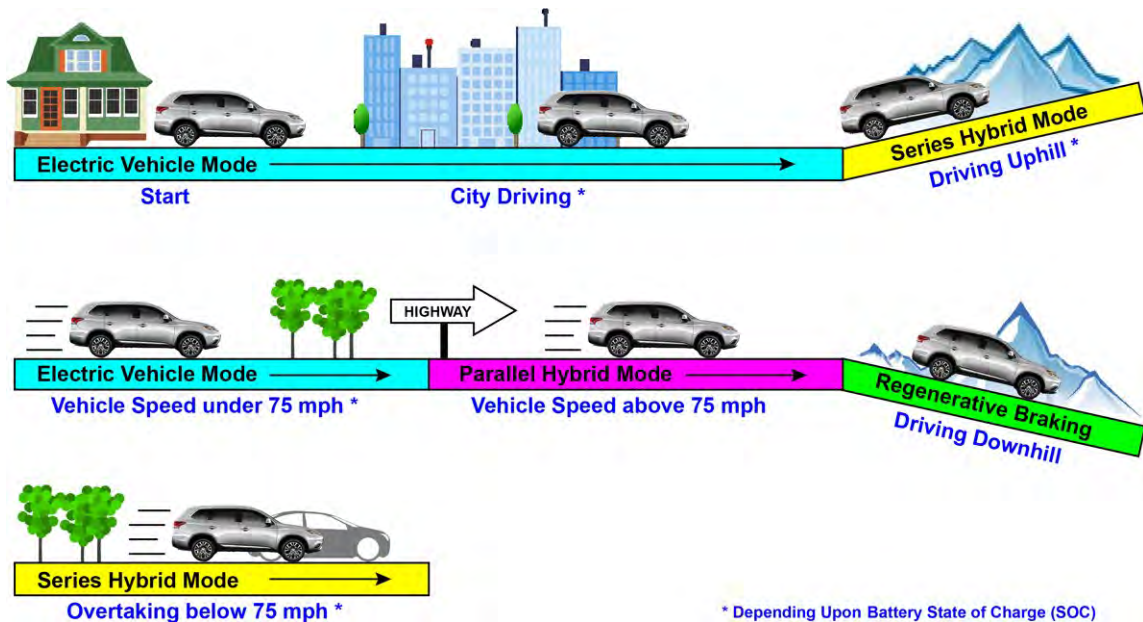 Electric Vehicle Mode
Start
City Driving *
Series Hybrid Mode
Driving Uphill *
HIGHWAY
Electric Vehicle Mode
Vehicle Speed under 75 mph *
Parallel Hybrid Mode
Vehicle Speed above 75 mph
Regenerative Braking
Driving Downhill
Series Hybrid Mode
Overtaking below 75 mph *
* Depending Upon Battery State of Charge (SOC)